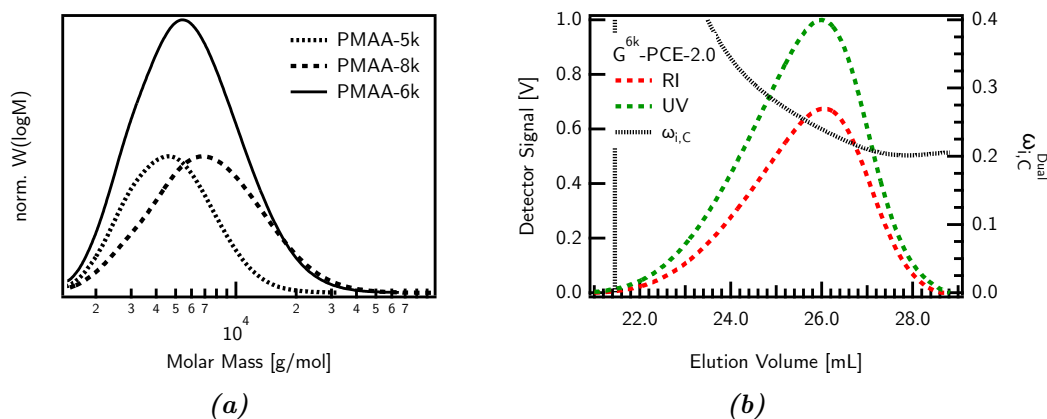 norm. W(logM)
PMAA-5k
PMAA-8k
PMAA-6k
2 3 4 5 6 7 2 3 4 5 6 7
10^4
Molar Mass [g/mol]
(a)
Detector Signal [V]
1.0
0.8
0.6
0.4
0.2
0.0
G^6k-PCE-2.0
RI
UV
ω_i,C
22.0 24.0 26.0 28.0
Elution Volume [mL]
0.4
0.3
0.2
0.1
0.0
ω_i,C^Dual
(b)